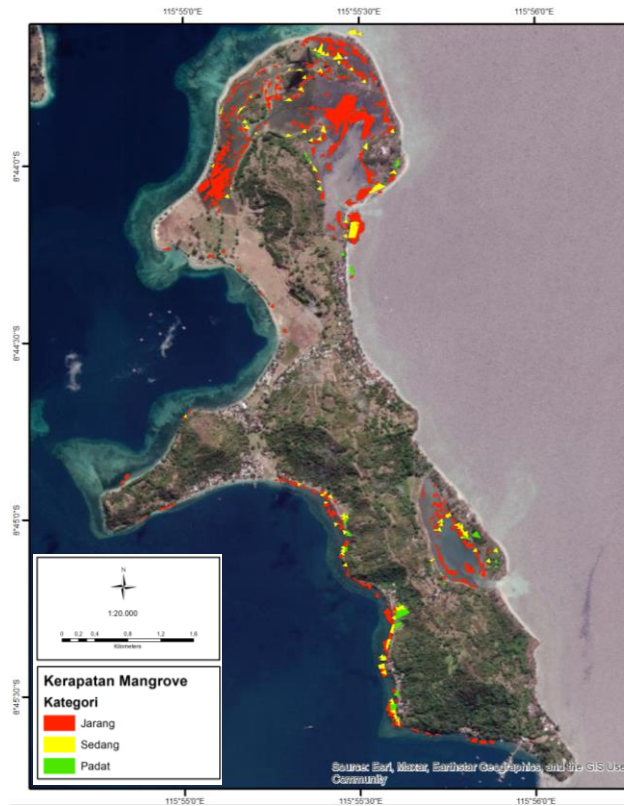 115°55'0"E 115°55'30"E 115°56'0"E
8°44'0"S
8°44'30"S
8°45'0"S
8°45'30"S
N
1:20.000
0 0,2 0,4 0,8 1,2 1,6
Kilometers
Kerapatan Mangrove
Kategori
Jarang
Sedang
Padat
Source: Esri, Maxar, Earthstar Geographics, and the GIS Use
Community
115°55'0"E 115°55'30"E 115°56'0"E